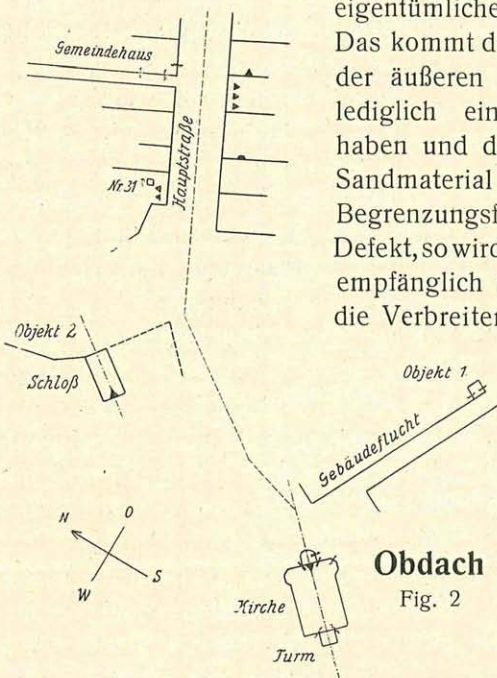 eigentümliche
Das kommt d
der äußeren
lediglich ein
haben und d
Sandmaterial
Begrenzungsf
Defekt, so wird
empfänglich
die Verbreiter
Gemeindehaus
Hauptstraße
Nr. 31
Objekt 2
Schloß
Objekt 1
Gebäudeflucht
N
O
S
W
Kirche
Turm
Obdach
Fig. 2